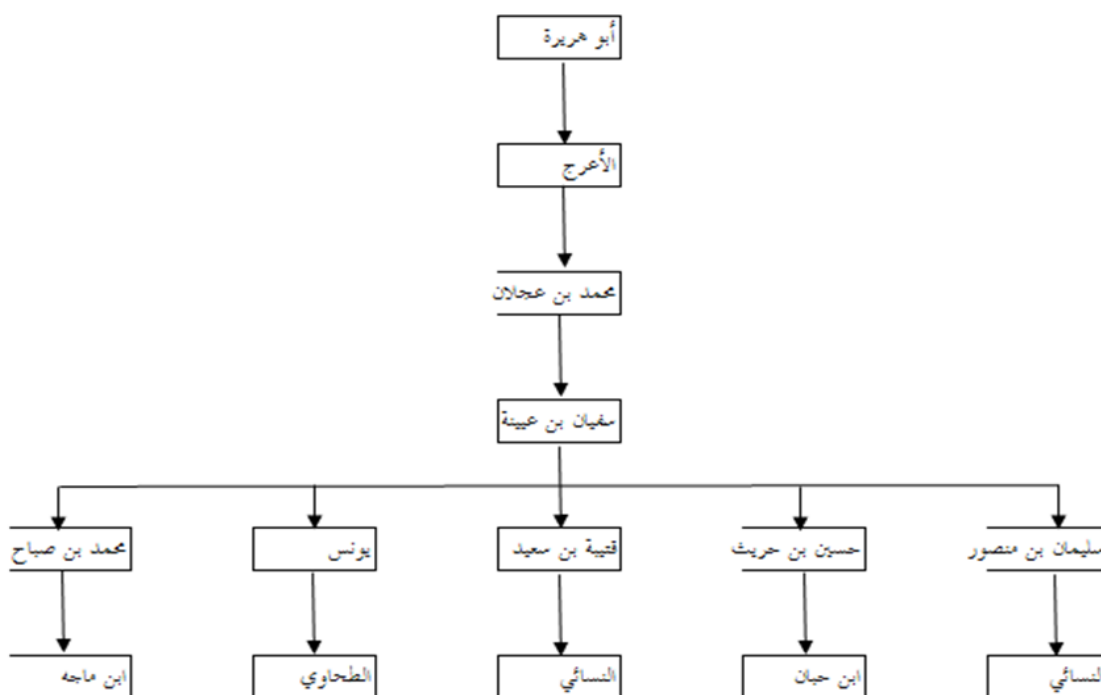 أبو هريرة
الأعرج
محمد بن عجلان
سفيان بن عيينة
سليمان بن منصور
حسين بن حريث
قتيبة بن سعيد
يونس
محمد بن صباح
النسائي
ابن حبان
النسائي
الطحاوي
ابن ماجه